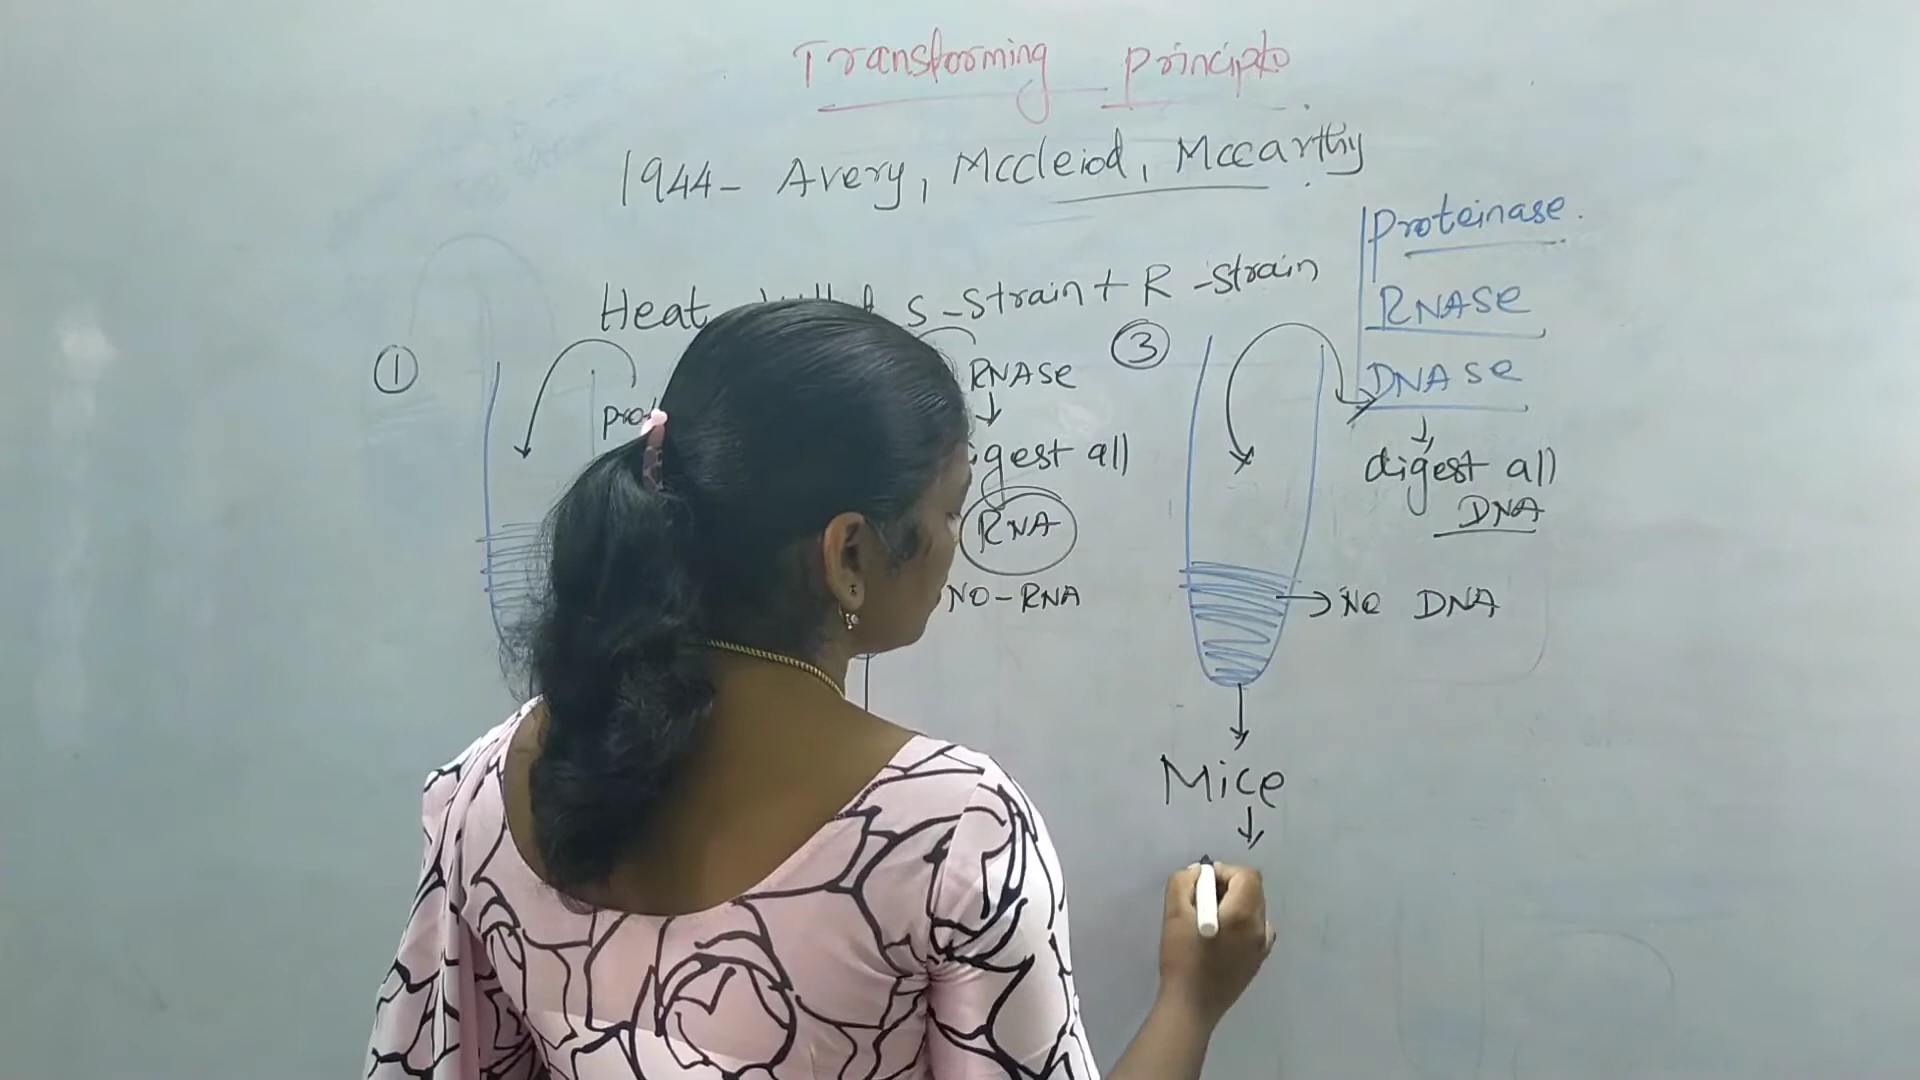 Transforming principle
1944- Avery, Mccleiod, Mccarthy
Proteinase.
RNASe
DNASe
Heat S-strain + R-strain
①
RNASe
digest all
RNA
NO-RNA
③
digest all
DNA
No DNA
Mice